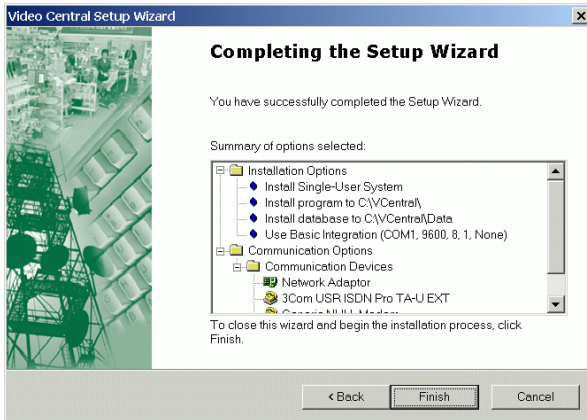 Video Central Setup Wizard
Completing the Setup Wizard
You have successfully completed the Setup Wizard.
Summary of options selected:
Installation Options
Install Single-User System
Install program to C:\VCentral\
Install database to C:\VCentral\Data
Use Basic Integration (COM1, 9600, 8, 1, None)
Communication Options
Communication Devices
Network Adaptor
3Com USR ISDN Pro TA-U EXT
To close this wizard and begin the installation process, click
Finish.
< Back
Finish
Cancel